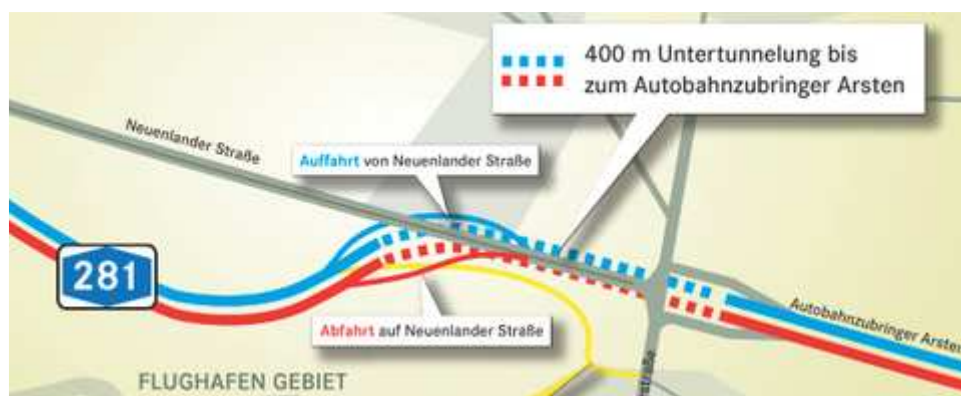 400 m Untertunnelung bis
zum Autobahnzubringer Arsten
Neuenlander Straße
Auffahrt von Neuenlander Straße
281
Abfahrt auf Neuenlander Straße
Autobahnzubringer Arsten
FLUGHAFEN GEBIET